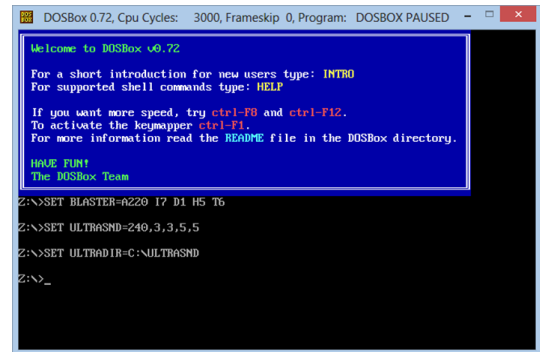 DOSBox 0.72, Cpu Cycles: 3000, Frameskip 0, Program: DOSBOX PAUSED
Welcome to DOSBox v0.72
For a short introduction for new users type: INTRO
For supported shell commands type: HELP
If you want more speed, try ctrl-F8 and ctrl-F12.
To activate the keymapper ctrl-F1.
For more information read the README file in the DOSBox directory.
HAVE FUN!
The DOSBox Team
Z:\>SET BLASTER=A220 I7 D1 H5 T6
Z:\>SET ULTRASND=240,3,3,5,5
Z:\>SET ULTRADIR=C:\ULTRASND
Z:\>_